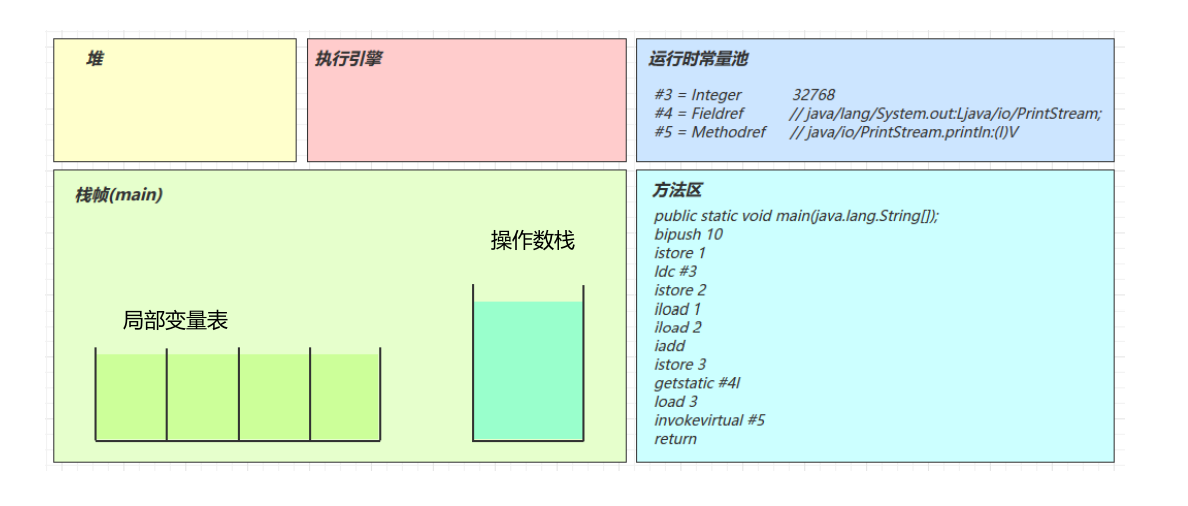 堆
执行引擎
运行时常量池
#3 = Integer 32768
#4 = Fieldref // java/lang/System.out:Ljava/io/PrintStream;
#5 = Methodref // java/io/PrintStream.println:(I)V
栈帧(main)
操作数栈
局部变量表
方法区
public static void main(java.lang.String[]);
bipush 10
istore 1
ldc #3
istore 2
iload 1
iload 2
iadd
istore 3
getstatic #4l
load 3
invokevirtual #5
return